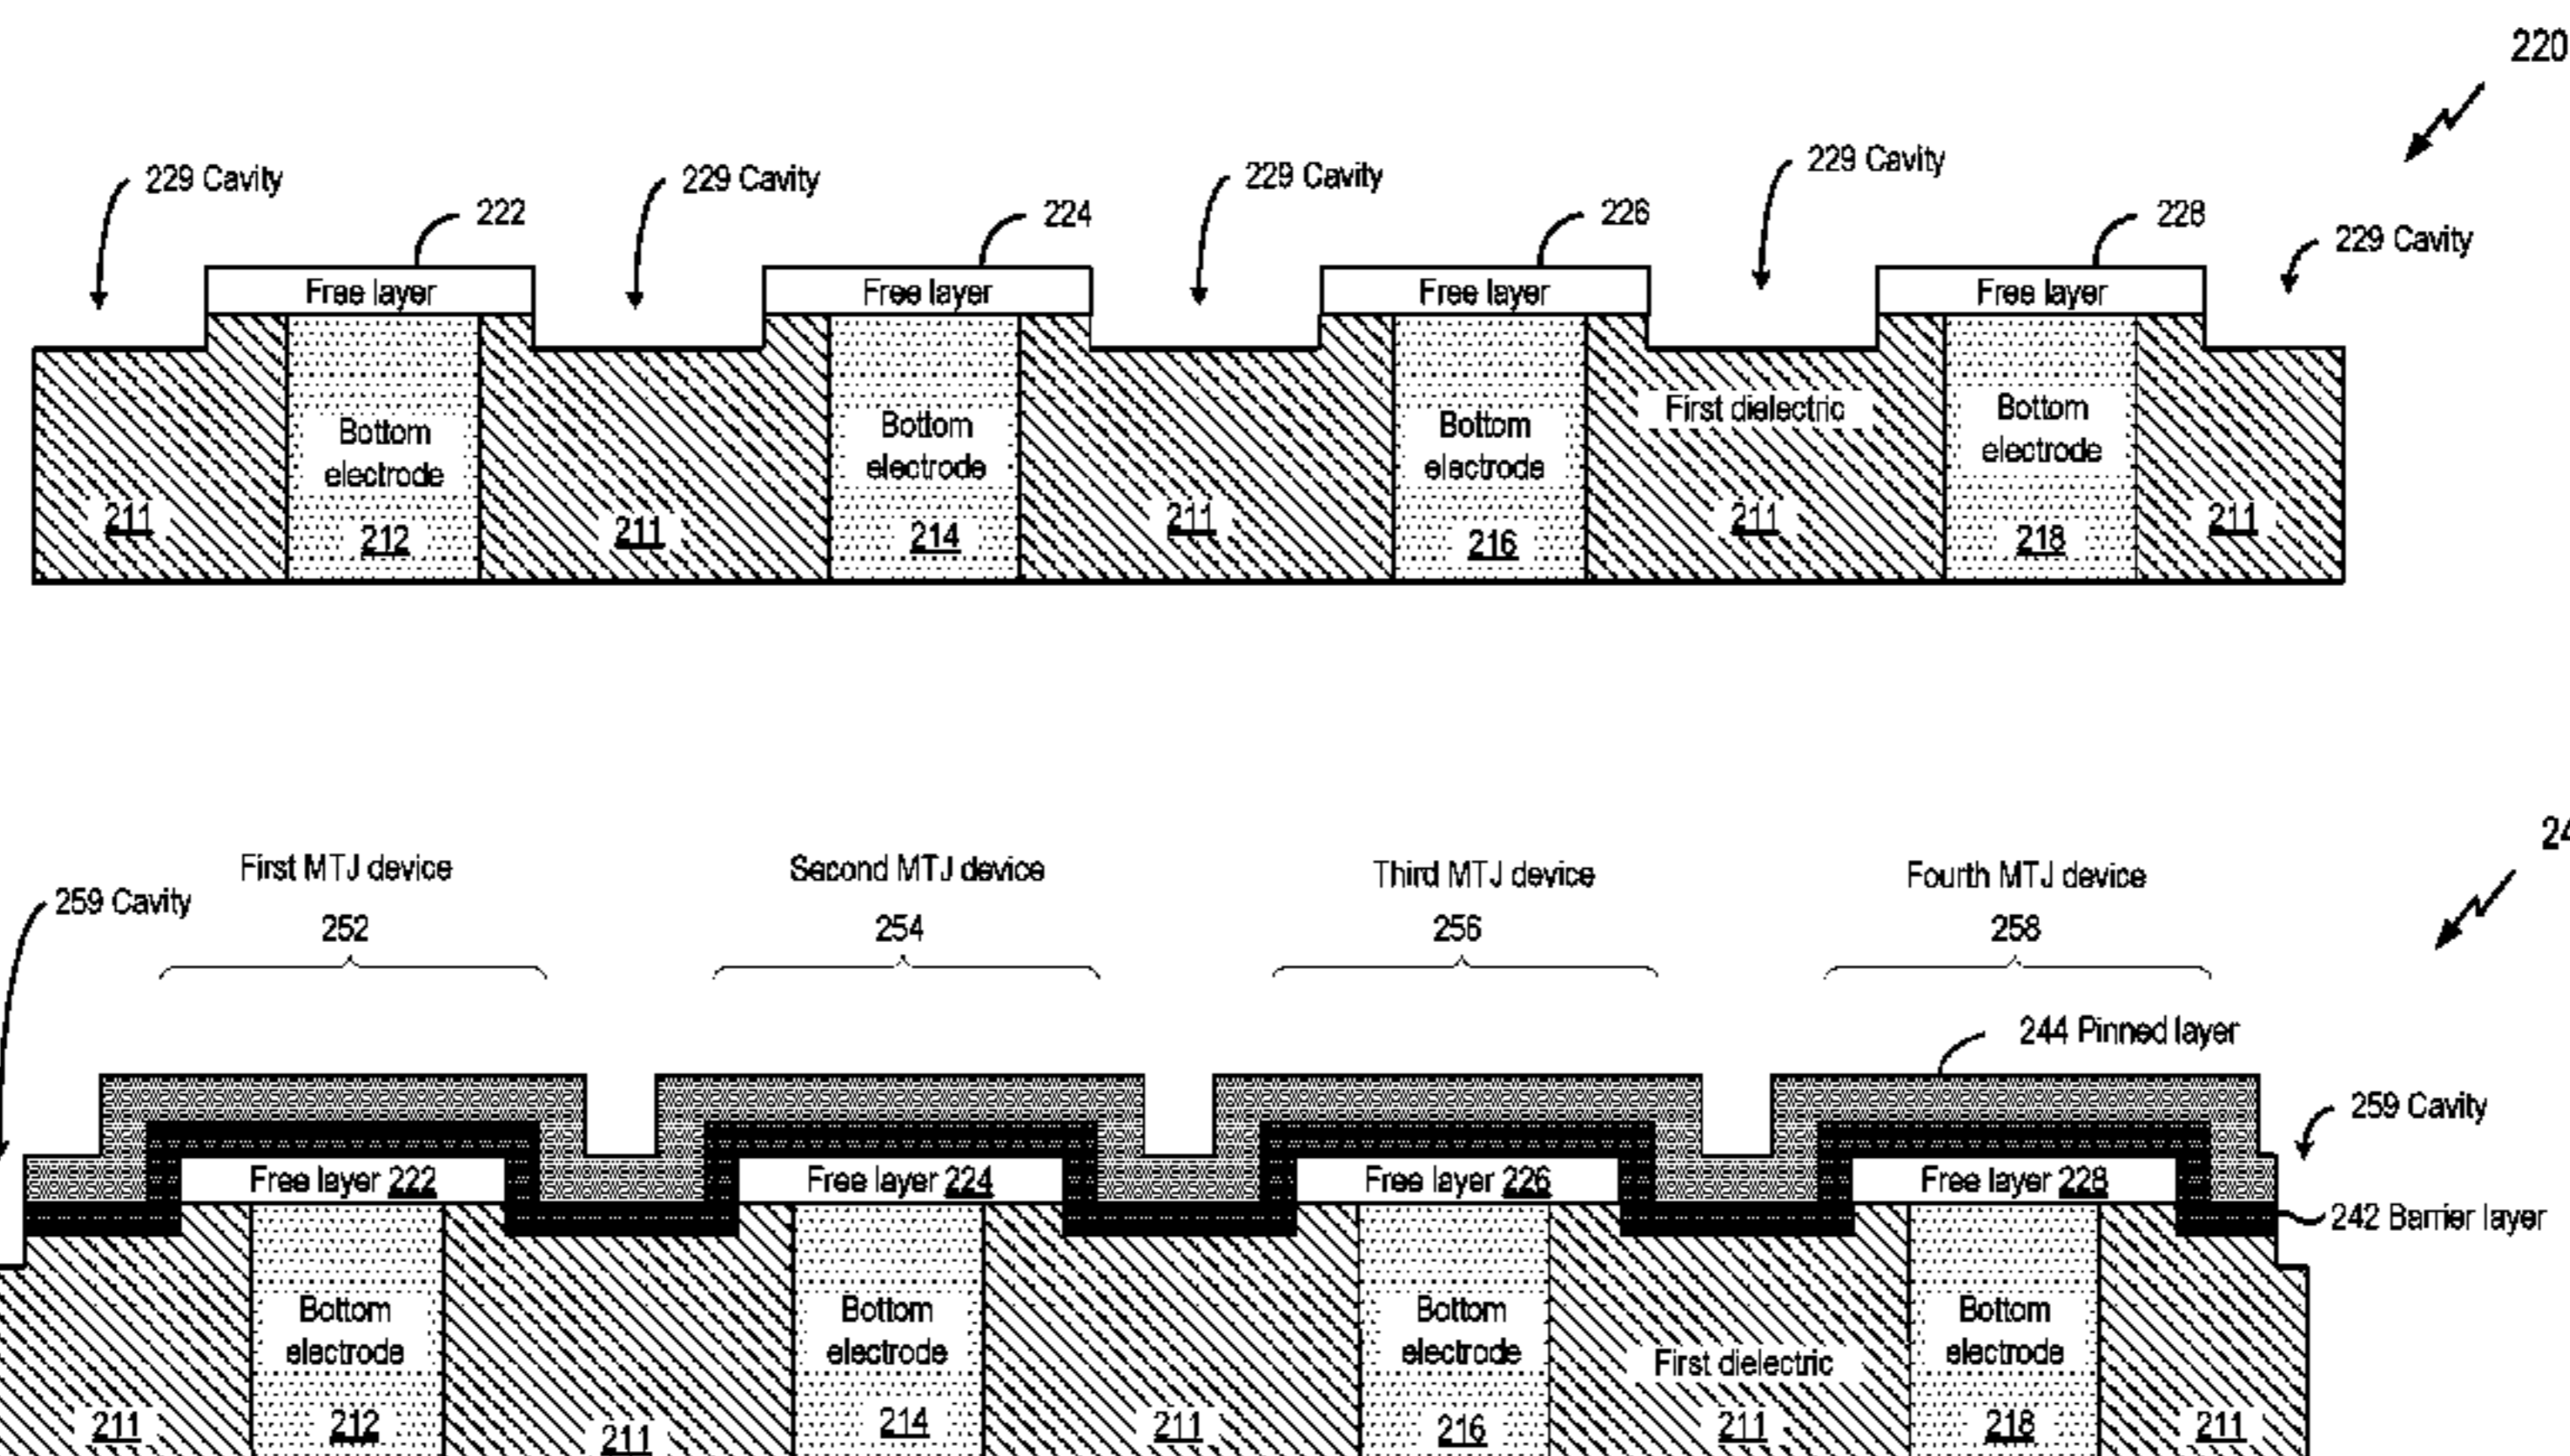 220
229 Cavity
229 Cavity
229 Cavity
229 Cavity
222
224
226
228
229 Cavity
Free layer
Free layer
Free layer
Free layer
First dielectric
Bottom
electrode
212
Bottom
electrode
214
Bottom
electrode
216
Bottom
electrode
218
211
211
211
211
211
24
First MTJ device
252
Second MTJ device
254
Third MTJ device
256
Fourth MTJ device
258
259 Cavity
244 Pinned layer
259 Cavity
Free layer 222
Free layer 224
Free layer 226
Free layer 228
242 Barrier layer
Bottom
electrode
212
Bottom
electrode
214
Bottom
electrode
216
First dielectric
Bottom
electrode
218
211
211
211
211
211